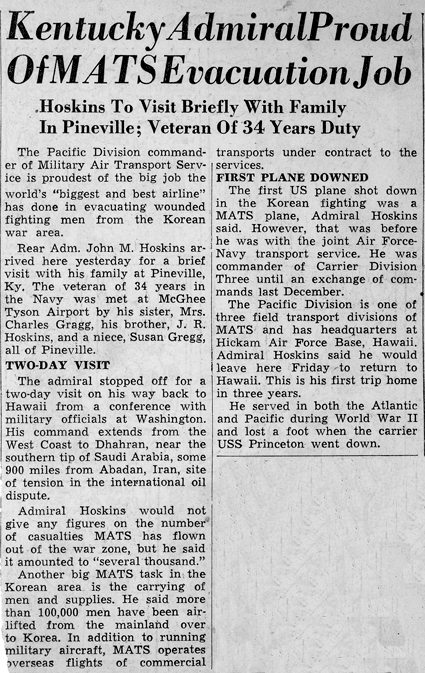 Kentucky Admiral Proud
Of MATS Evacuation Job
Hoskins To Visit Briefly With Family
In Pineville; Veteran Of 34 Years Duty
The Pacific Division command-
er of Military Air Transport Serv-
ice is proudest of the big job the
world's "biggest and best airline"
has done in evacuating wounded
fighting men from the Korean
war area.
Rear Adm. John M. Hoskins ar-
rived here yesterday for a brief
visit with his family at Pineville,
Ky. The veteran of 34 years in
the Navy was met at McGhee
Tyson Airport by his sister, Mrs.
Charles Gragg, his brother, J. R.
Hoskins, and a niece, Susan Gregg,
all of Pineville.
TWO-DAY VISIT
The admiral stopped off for a
two-day visit on his way back to
Hawaii from a conference with
military officials at Washington.
His command extends from the
West Coast to Dhahran, near the
southern tip of Saudi Arabia, some
900 miles from Abadan, Iran, site
of tension in the international oil
dispute.
Admiral Hoskins would not
give any figures on the number
of casualties MATS has flown
out of the war zone, but he said
it amounted to "several thousand."
Another big MATS task in the
Korean area is the carrying of
men and supplies. He said more
than 100,000 men have been air-
lifted from the mainland over
to Korea. In addition to running
military aircraft, MATS operates
overseas flights of commercial
transports under contract to the
services.
FIRST PLANE DOWNED
The first US plane shot down
in the Korean fighting was a
MATS plane, Admiral Hoskins
said. However, that was before
he was with the joint Air Force-
Navy transport service. He was
commander of Carrier Division
Three until an exchange of com-
mands last December.
The Pacific Division is one of
three field transport divisions of
MATS and has headquarters at
Hickam Air Force Base, Hawaii.
Admiral Hoskins said he would
leave here Friday to return to
Hawaii. This is his first trip home
in three years.
He served in both the Atlantic
and Pacific during World War II
and lost a foot when the carrier
USS Princeton went down.